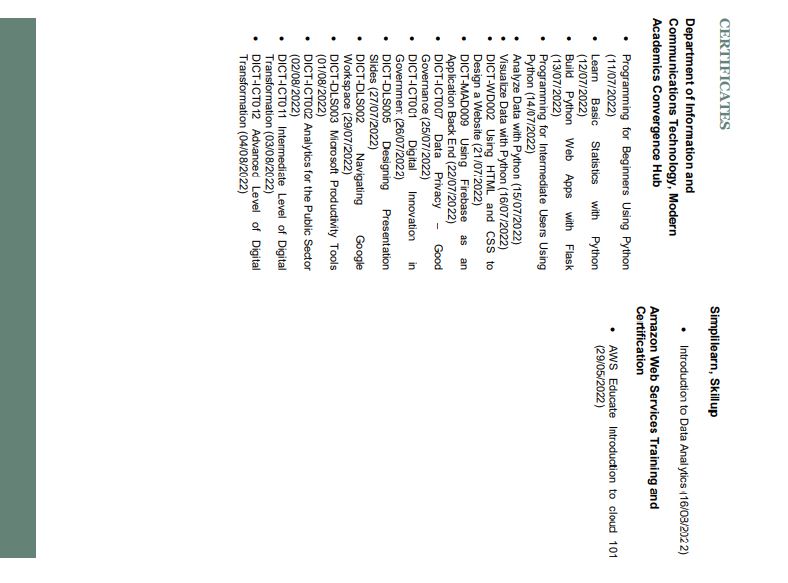 CERTIFICATES
Department of Information and
Communications Technology, Modern
Academics Convergence Hub
• Programming for Beginners Using Python
(11/07/2022)
• Learn Basic Statistics with Python
(12/07/2022)
• Build Python Web Apps with Flask
(13/07/2022)
• Programming for Intermediate Users Using
Python (14/07/2022)
• Analyze Data with Python (15/07/2022)
• Visualize Data with Python (16/07/2022)
• DICT-WD002 Using HTML and CSS to
Design a Website (21/07/2022)
• DICT-MAD009 Using Firebase as an
Application Back End (22/07/2022)
• DICT-ICT007 Data Privacy – Good
Governance (25/07/2022)
• DICT-ICT001 Digital Innovation in
Government (26/07/2022)
• DICT-DLS005 Designing Presentation
Slides (27/07/2022)
• DICT-DLS002 Navigating Google
Workspace (29/07/2022)
• DICT-DLS003 Microsoft Productivity Tools
(01/08/2022)
• DICT-ICT002 Analytics for the Public Sector
(02/08/2022)
• DICT-ICT011 Intermediate Level of Digital
Transformation (03/08/2022)
• DICT-ICT012 Advanced Level of Digital
Transformation (04/08/2022)
Simplilearn, Skillup
• Introduction to Data Analytics (16/03/2022)
Amazon Web Services Training and
Certification
• AWS Educate Introduction to cloud 101
(29/05/2022)